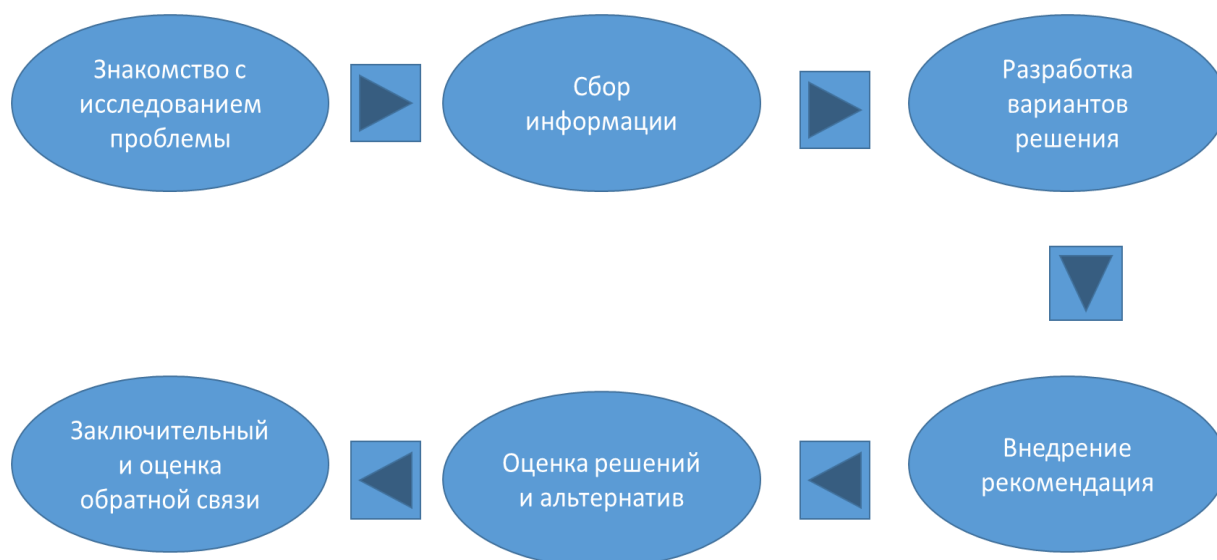 Знакомство с
исследованием
проблемы
Сбор
информации
Разработка
вариантов
решения
Внедрение
рекомендация
Оценка решений
и альтернатив
Заключительный
и оценка
обратной связи